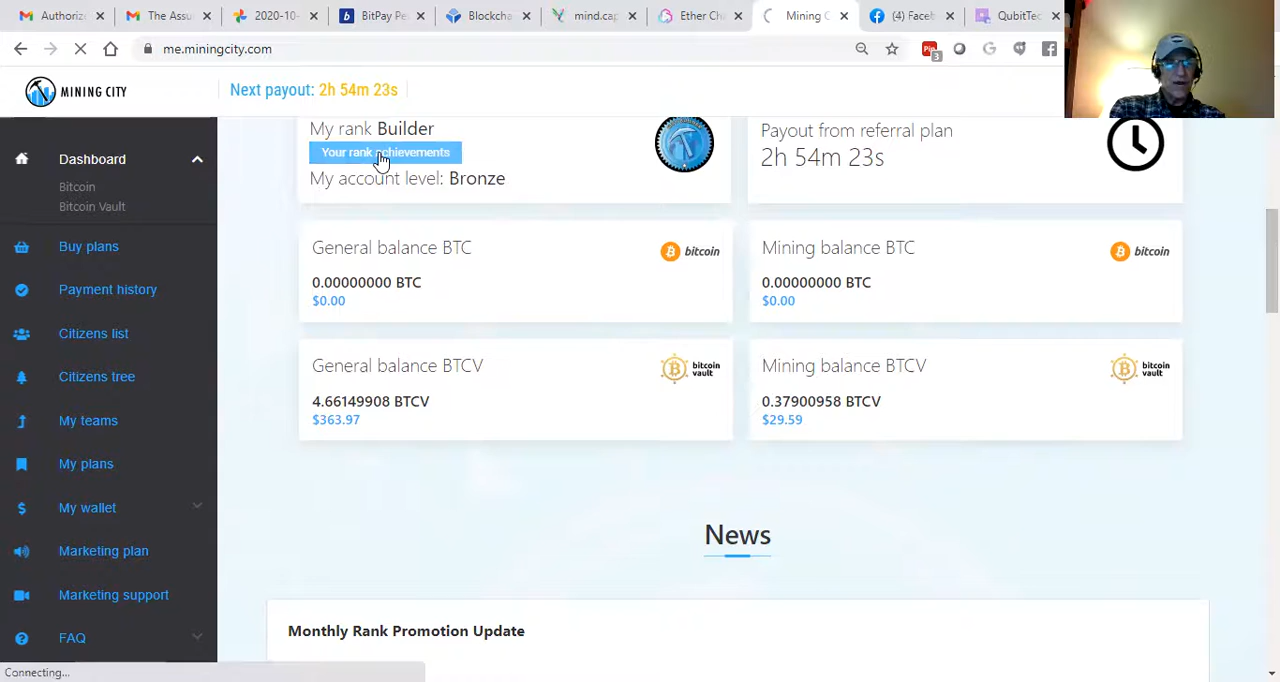 Authoriz
The Assu
2020-10-
BitPay Pe
Blockcha
mind.cap
Ether Ch
Mining C
(4) Faceb
QubitTec
me.miningcity.com
3
MINING CITY
Next payout: 2h 54m 23s
Dashboard
Bitcoin
Bitcoin Vault
Buy plans
Payment history
Citizens list
Citizens tree
My teams
My plans
My wallet
Marketing plan
Marketing support
FAQ
Connecting...
My rank Builder
Your rank achievements
My account level: Bronze
Payout from referral plan
2h 54m 23s
General balance BTC
bitcoin
0.00000000 BTC
$0.00
Mining balance BTC
bitcoin
0.00000000 BTC
$0.00
General balance BTCV
bitcoin
vault
4.66149908 BTCV
$363.97
Mining balance BTCV
bitcoin
vault
0.37900958 BTCV
$29.59
News
Monthly Rank Promotion Update